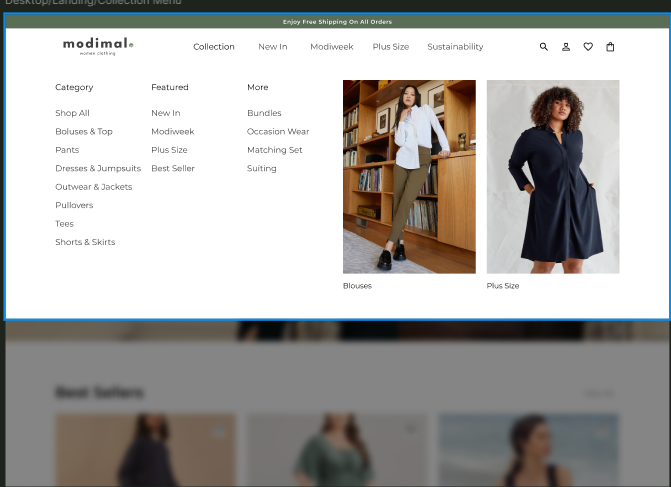 Desktop/Landing/Collection Menu
Enjoy Free Shipping On All Orders
modimal.
women clothing
Collection
New In
Modiweek
Plus Size
Sustainability
Category
Shop All
Boluses & Top
Pants
Dresses & Jumpsuits
Outwear & Jackets
Pullovers
Tees
Shorts & Skirts
Featured
New In
Modiweek
Plus Size
Best Seller
More
Bundles
Occasion Wear
Matching Set
Suiting
Blouses
Plus Size
Best Sellers